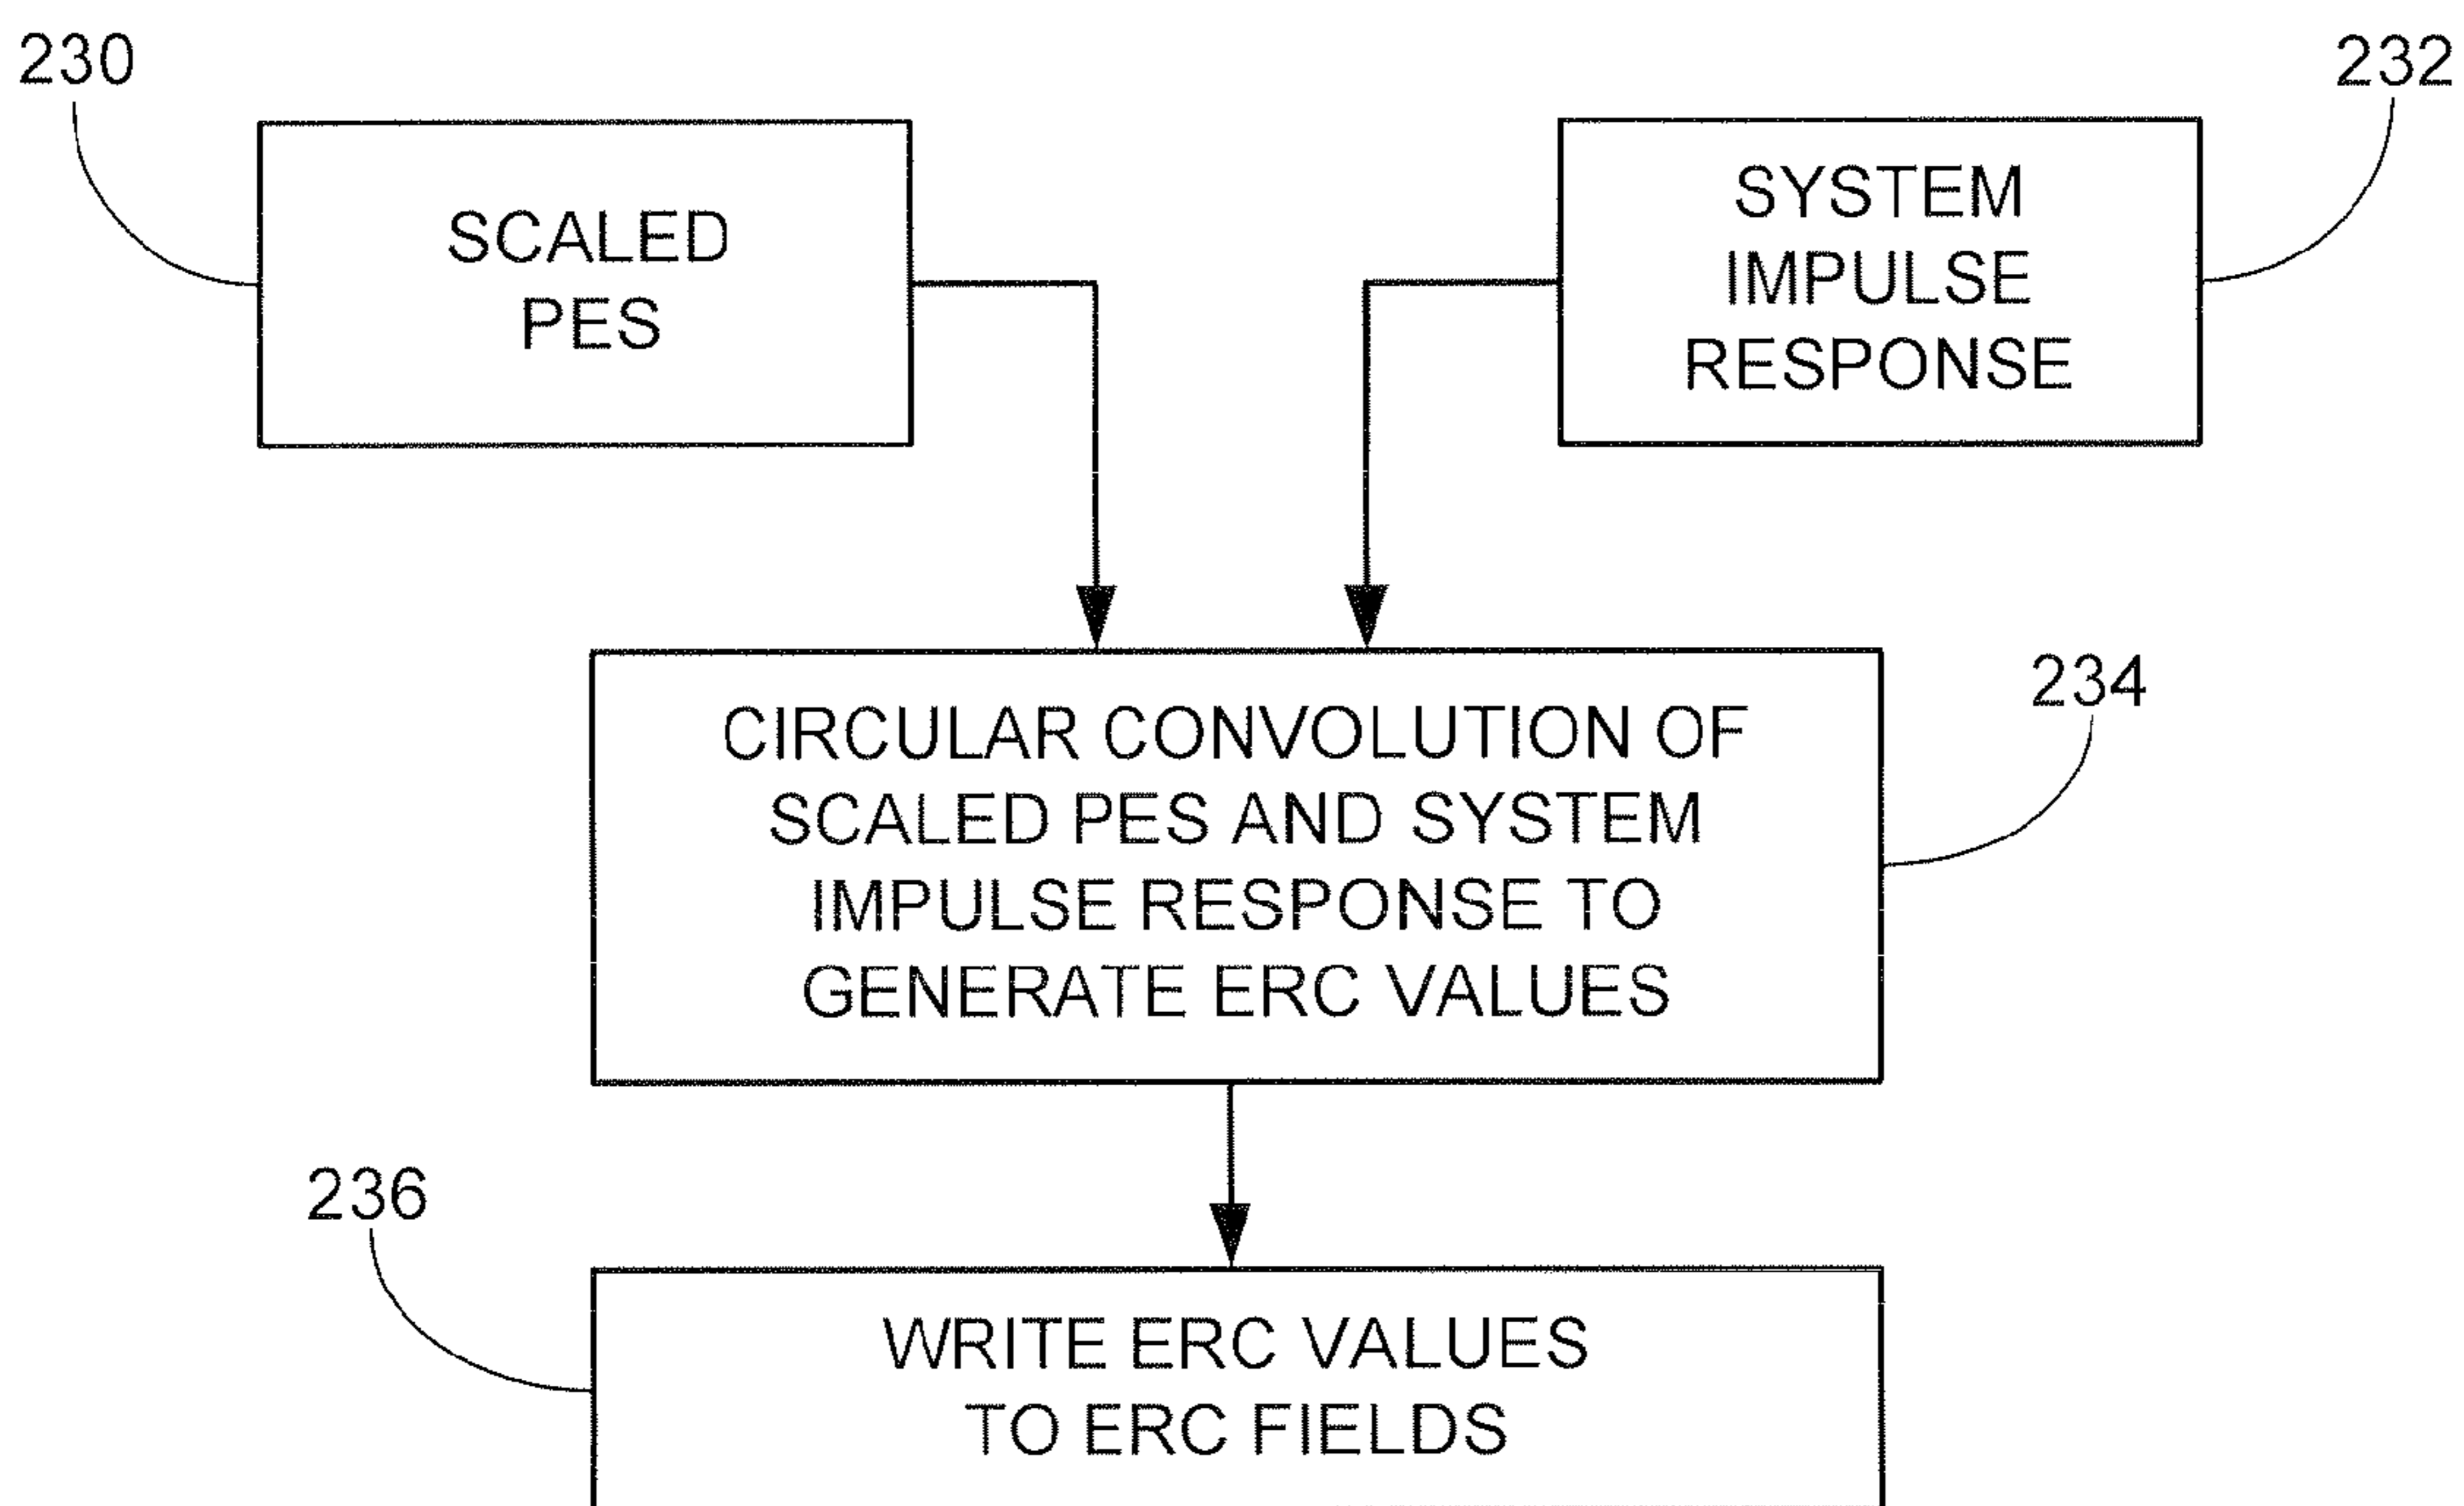 230
232
SCALED
PES
SYSTEM
IMPULSE
RESPONSE
234
CIRCULAR CONVOLUTION OF
SCALED PES AND SYSTEM
IMPULSE RESPONSE TO
GENERATE ERC VALUES
236
WRITE ERC VALUES
TO ERC FIELDS